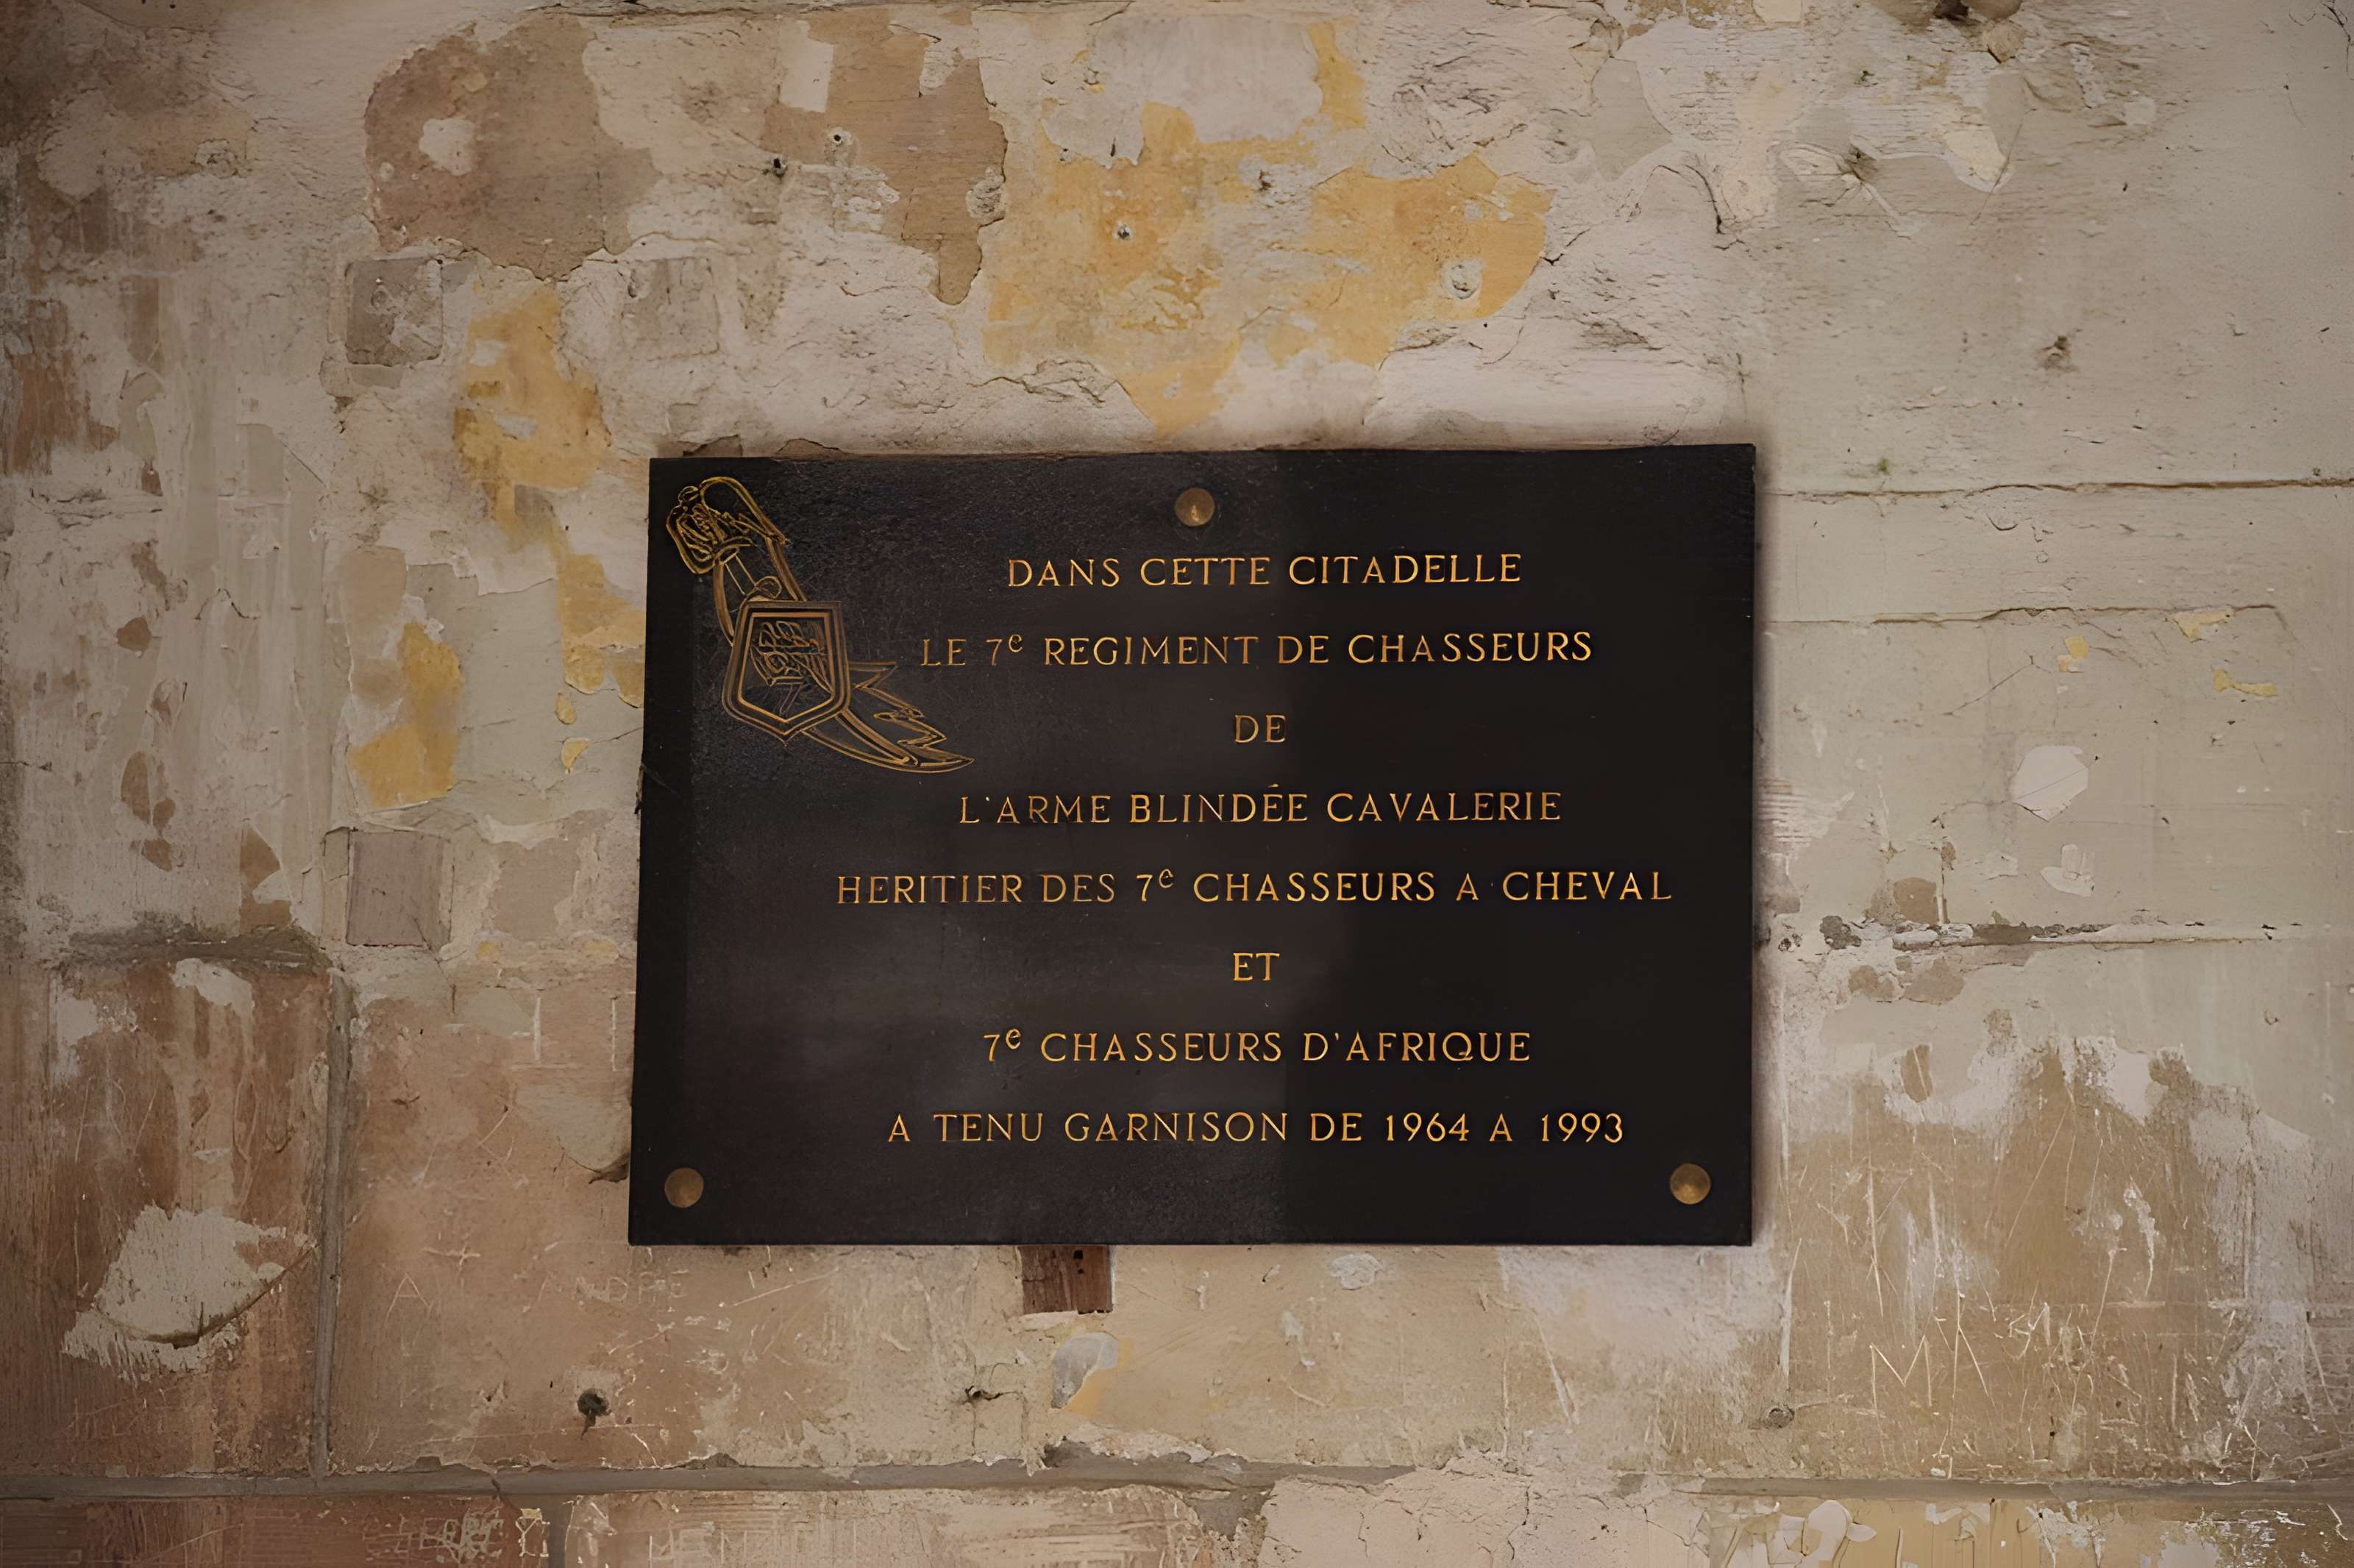 DANS CETTE CITADELLE
LE 7e REGIMENT DE CHASSEURS
DE
L'ARME BLINDÉE CAVALERIE
HERITIER DES 7e CHASSEURS A CHEVAL
ET
7e CHASSEURS D'AFRIQUE
A TENU GARNISON DE 1964 A 1993